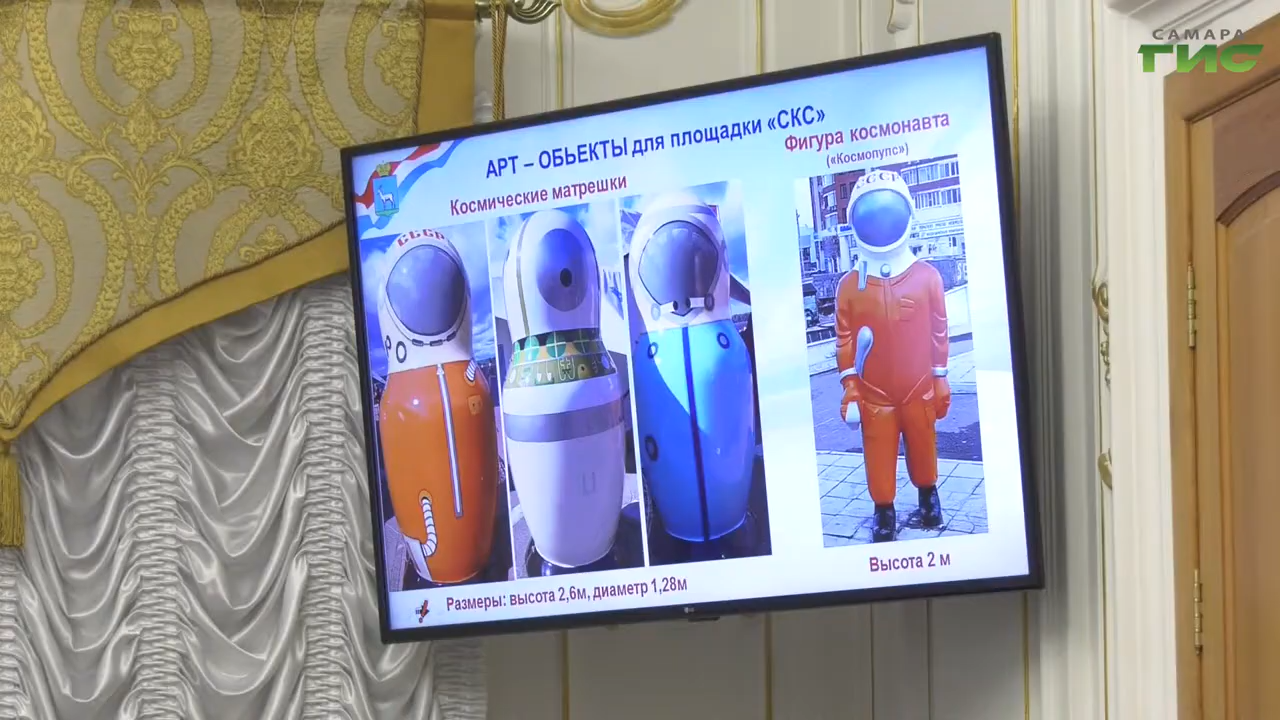 САМАРА
ГИС
АРТ – ОБЬЕКТЫ для площадки «СКС»
Космические матрешки
Фигура космонавта
(«Космопупс»)
СССР
СССР
Размеры: высота 2,6м, диаметр 1,28м
Высота 2 м
LG